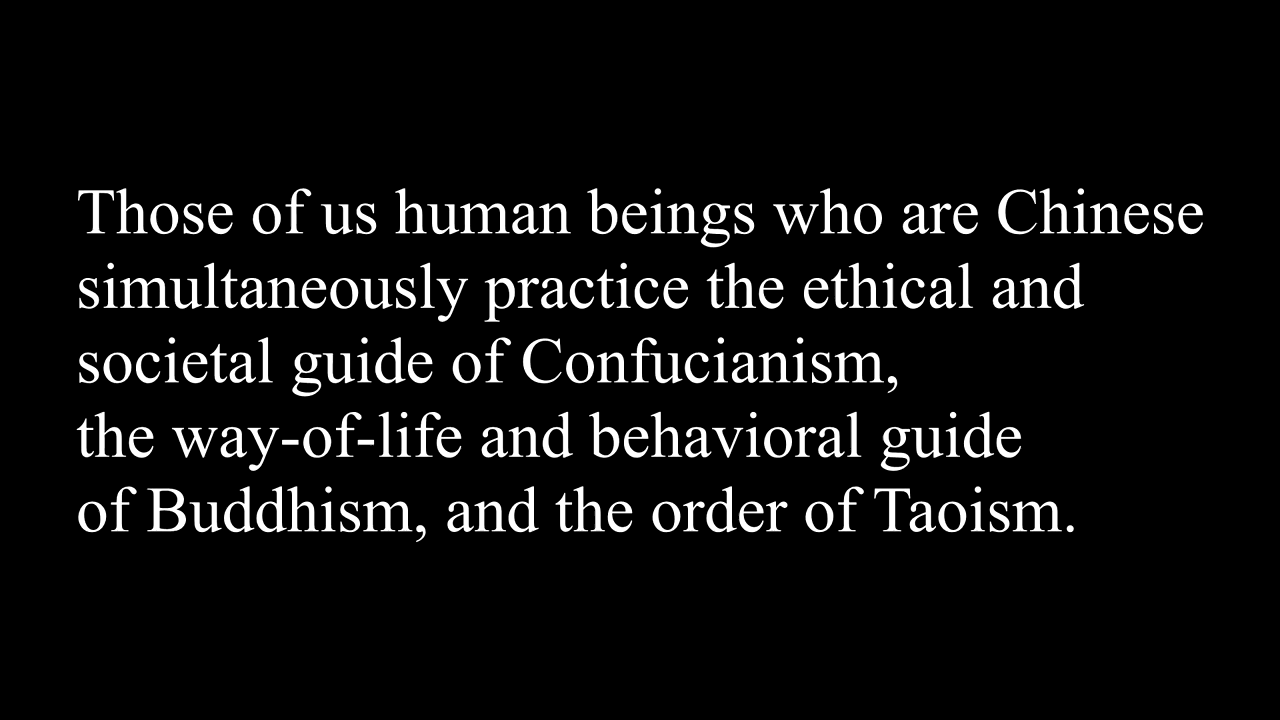 Those of us human beings who are Chinese
simultaneously practice the ethical and
societal guide of Confucianism,
the way-of-life and behavioral guide
of Buddhism, and the order of Taoism.